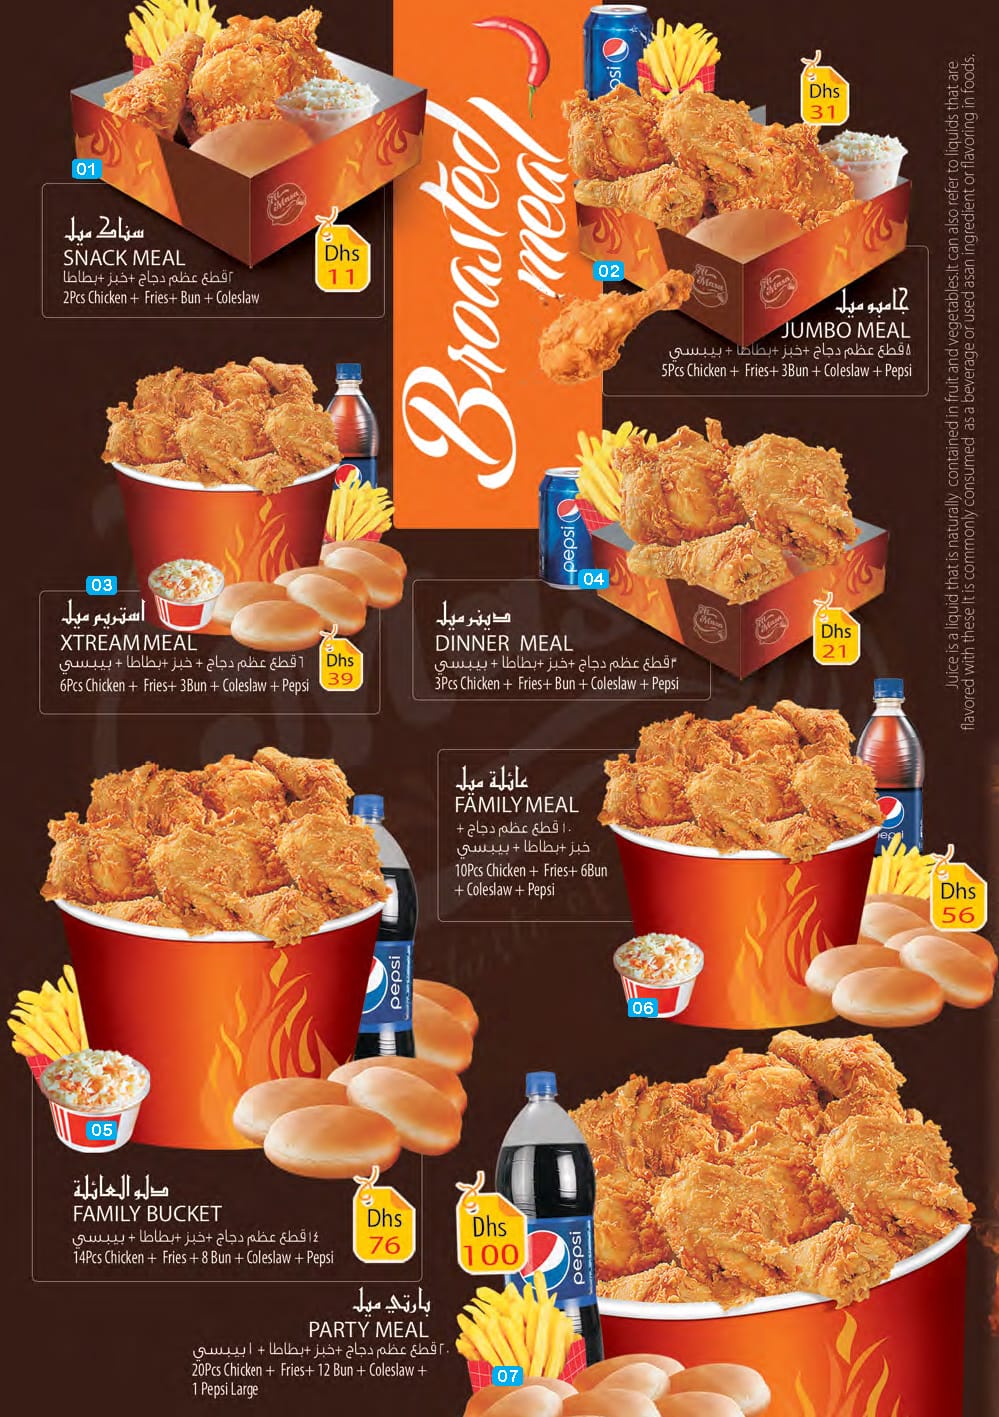 Broasted
meal
01
سناك ميل
SNACK MEAL
٢قطع عظم دجاج +خبز +بطاطا
2Pcs Chicken + Fries+ Bun + Coleslaw
Dhs
11
pepsi
Dhs
31
02
جامبو ميل
JUMBO MEAL
٥قطع عظم دجاج +خبز +بطاطا + بيبسي
5Pcs Chicken + Fries+ 3Bun + Coleslaw + Pepsi
03
استريم ميل
XTREAM MEAL
٦قطع عظم دجاج + خبز +بطاطا + بيبسي
6Pcs Chicken + Fries+ 3Bun + Coleslaw + Pepsi
Dhs
39
pepsi
04
دينر ميل
DINNER MEAL
٣قطع عظم دجاج +خبز +بطاطا + بيبسي
3Pcs Chicken + Fries+ Bun + Coleslaw + Pepsi
Dhs
21
عائلة ميل
FAMILY MEAL
١٠قطع عظم دجاج +
خبز +بطاطا + بيبسي
10Pcs Chicken + Fries+ 6Bun
+ Coleslaw + Pepsi
pepsi
Dhs
56
06
pepsi
05
دلو العائلة
FAMILY BUCKET
١٤قطع عظم دجاج +خبز +بطاطا + بيبسي
14Pcs Chicken + Fries + 8 Bun + Coleslaw + Pepsi
Dhs
76
Dhs
100
pepsi
بارتي ميل
PARTY MEAL
٢٠قطع عظم دجاج +خبز +بطاطا + ١بيبسي
20Pcs Chicken + Fries+ 12 Bun + Coleslaw +
1 Pepsi Large
07
Juice is a liquid that is naturally contained in fruit and vegetables.It can also refer to liquids that are
flavored with these It is commonly consumed as a beverage or used asan ingredient or flavoring in foods.